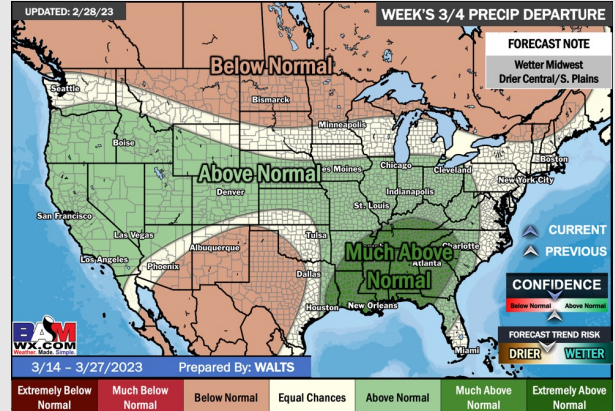 UPDATED: 2/28/23
WEEK'S 3/4 PRECIP DEPARTURE
FORECAST NOTE
Wetter Midwest
Drier Central/S. Plains
Below Normal
Seattle
Bismarck
Minneapolis
Boise
Boston
Above Normal
es Moines
Chicago
Cleveland
New York City
Denver
Indianapolis
St. Louis
San Francisco
Las Vegas
Albuquerque
Tulsa
Much Above
Normal
Charlotte
Atlanta
CURRENT
PREVIOUS
Los Angeles
Phoenix
Dallas
Houston
New Orleans
Miami
CONFIDENCE
Below Normal
Above Normal
FORECAST TREND RISK
DRIER
WETTER
BAM
WX.COM
Weather. Made. Simple.
3/14 – 3/27/2023
Prepared By: WALTS
Extremely Below
Normal
Much Below
Normal
Below Normal
Equal Chances
Above Normal
Much Above
Normal
Extremely Above
Normal